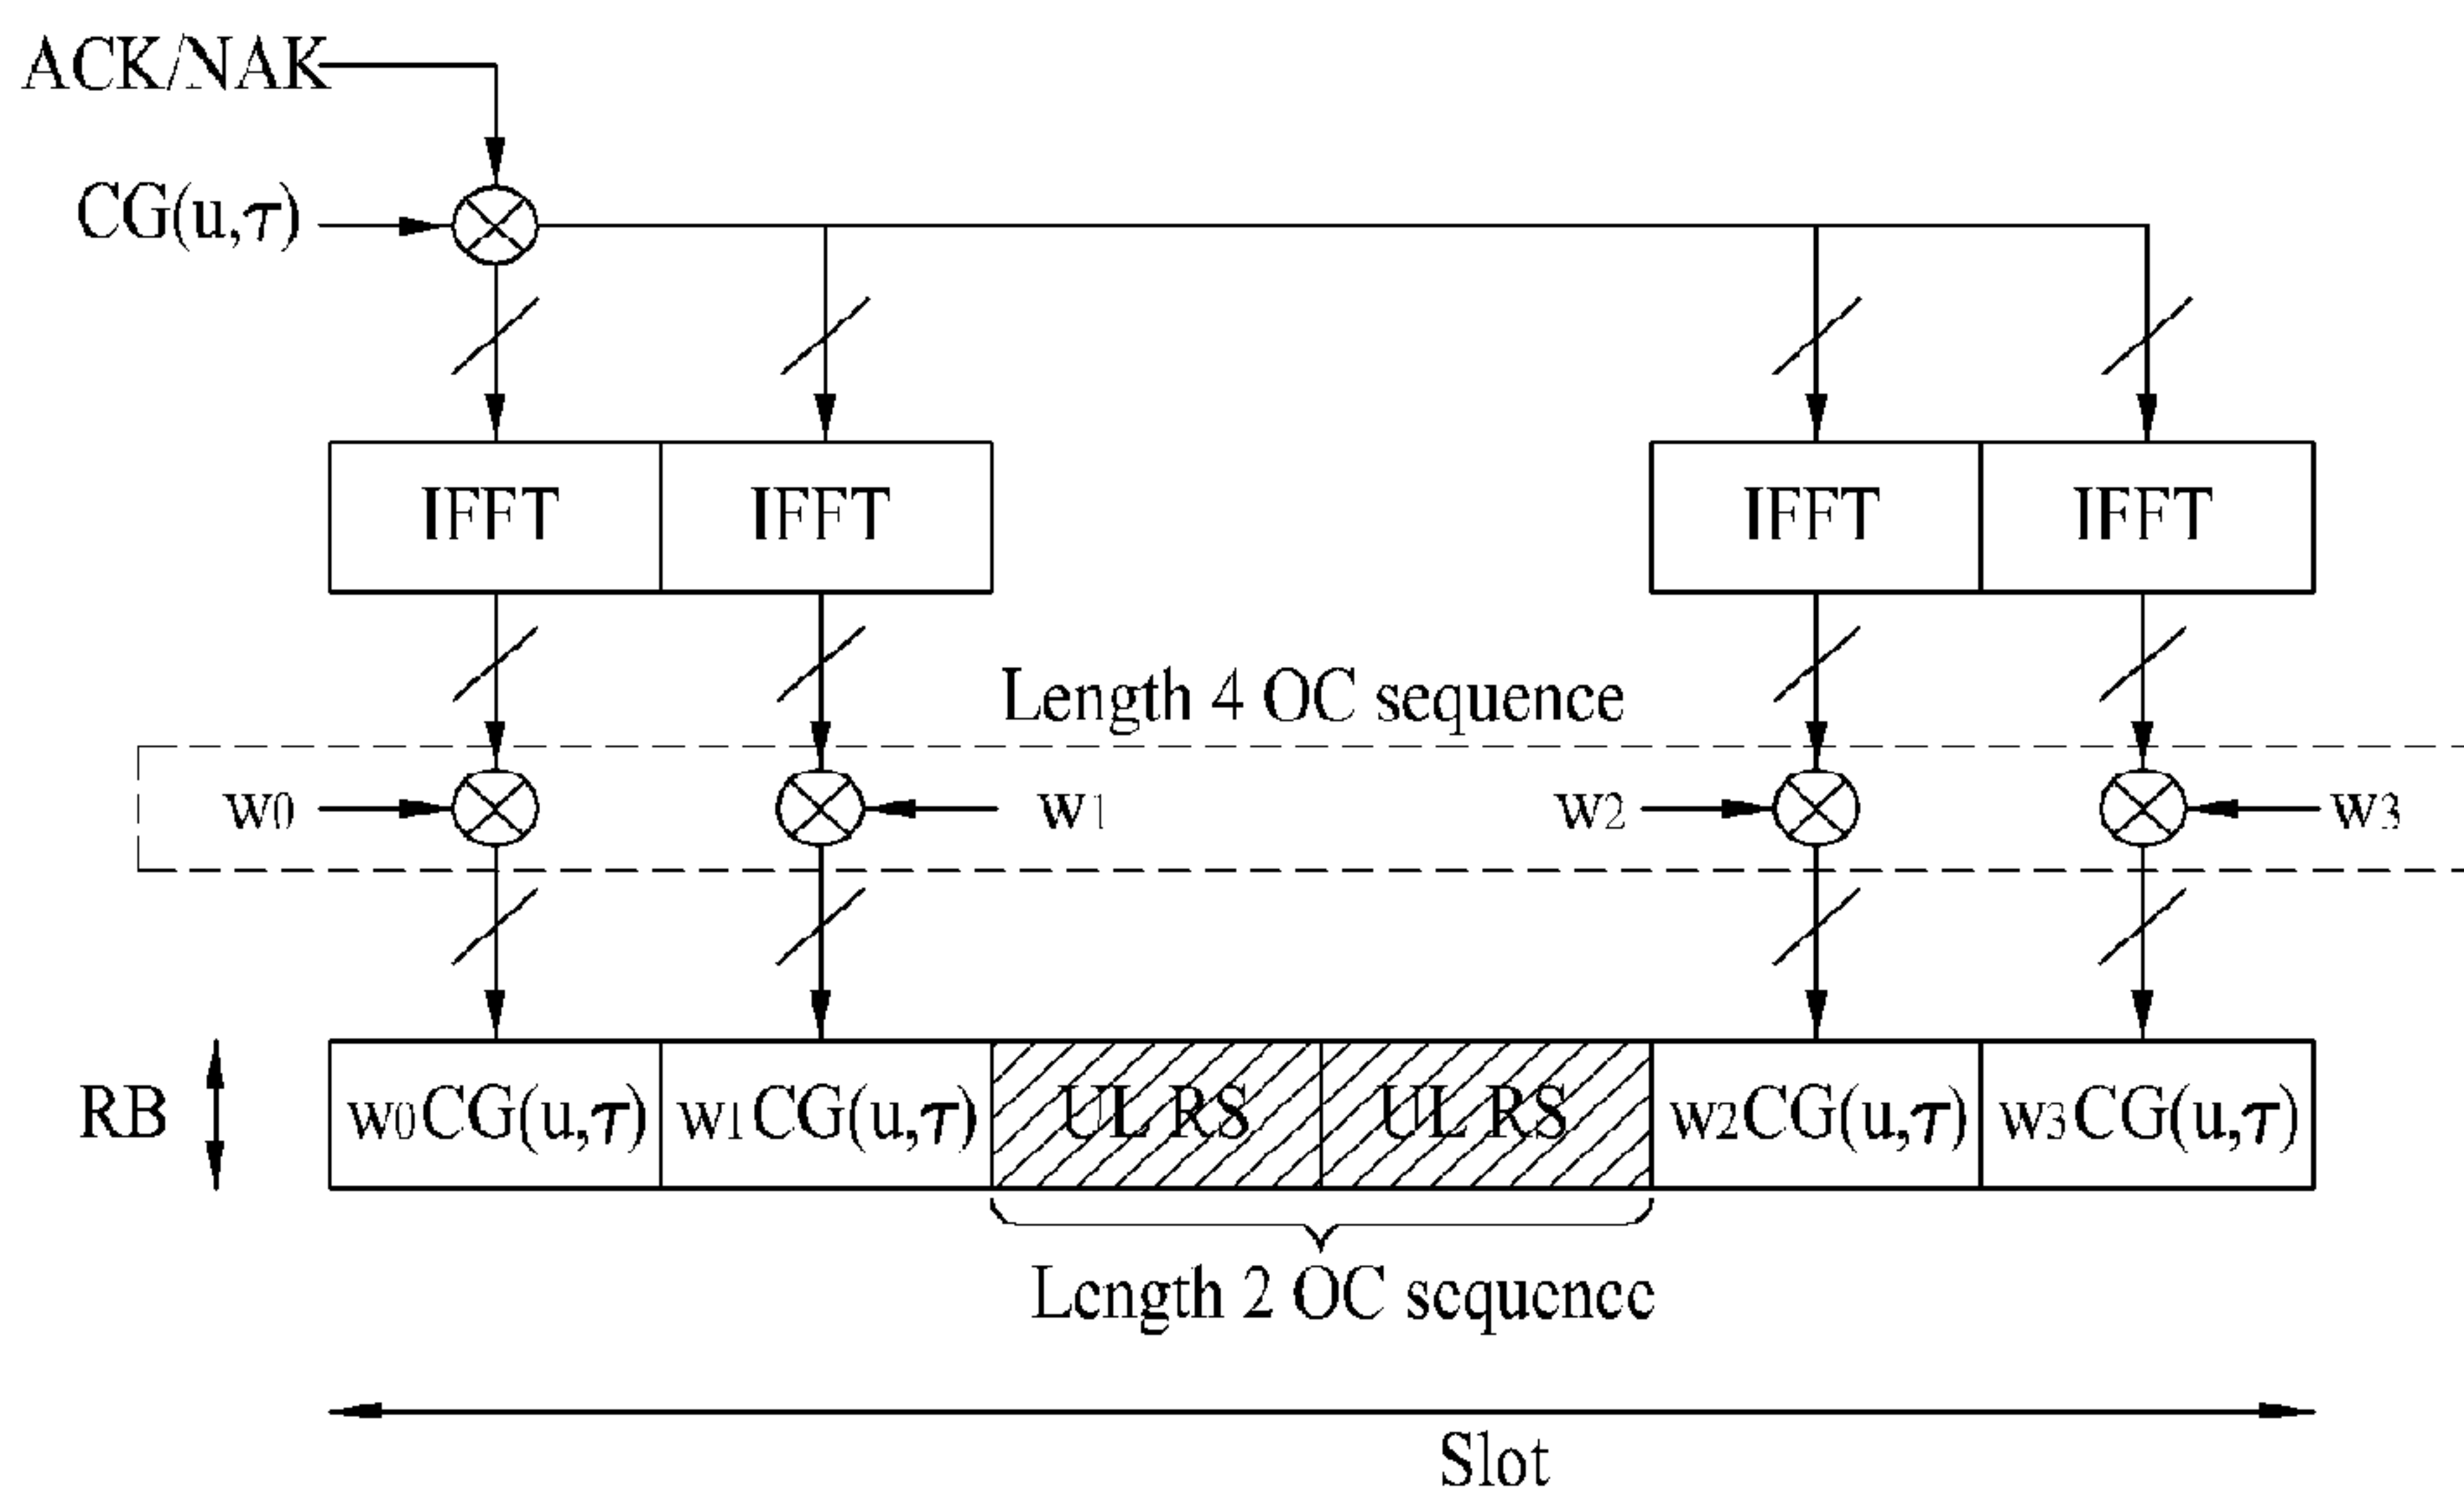 ACK/NAK
CG(u,τ)
IFFT IFFT IFFT IFFT
Length 4 OC sequence
w0 w1 w2 w3
RB w0CG(u,τ) w1CG(u,τ) UL RS UL RS w2CG(u,τ) w3CG(u,τ)
Length 2 OC sequence
Slot